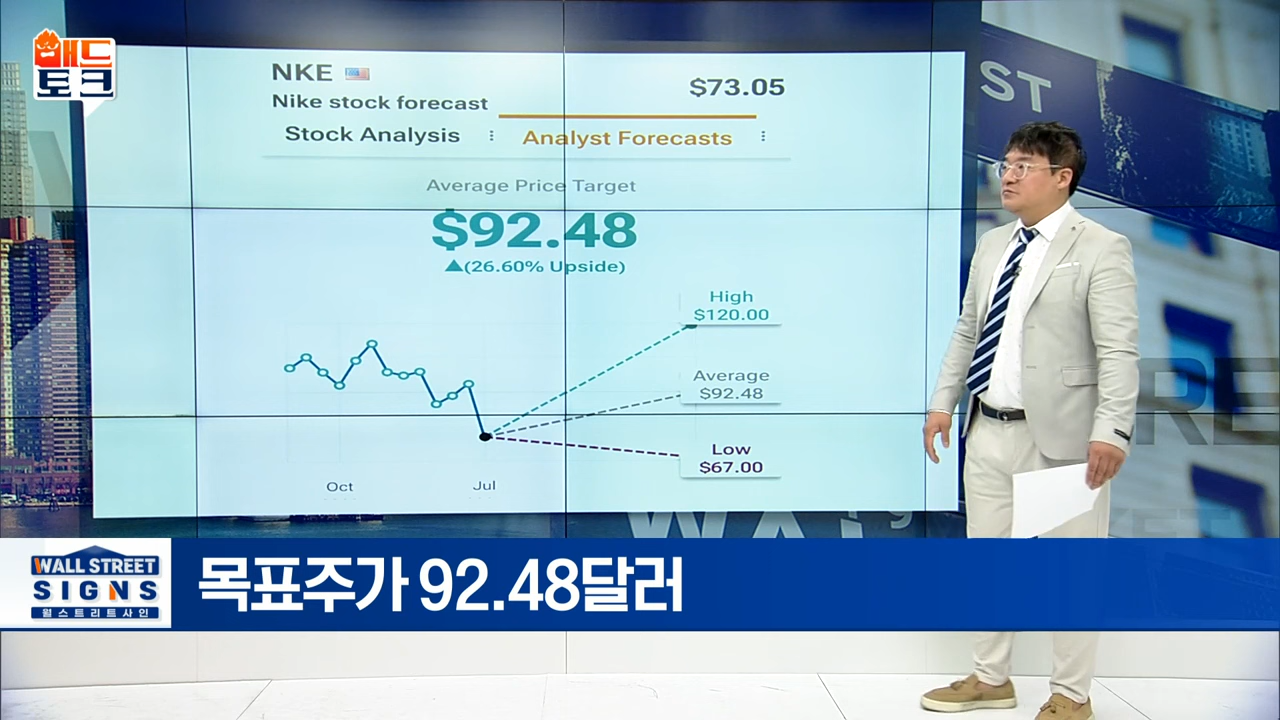 매드
토크
NKE
$73.05
Nike stock forecast
Stock Analysis
Analyst Forecasts
Average Price Target
$92.48
▲(26.60% Upside)
High
$120.00
Average
$92.48
Low
$67.00
Oct
Jul
ST
WALL STREET
SIGNS
월스트리트사인
목표주가 92.48달러